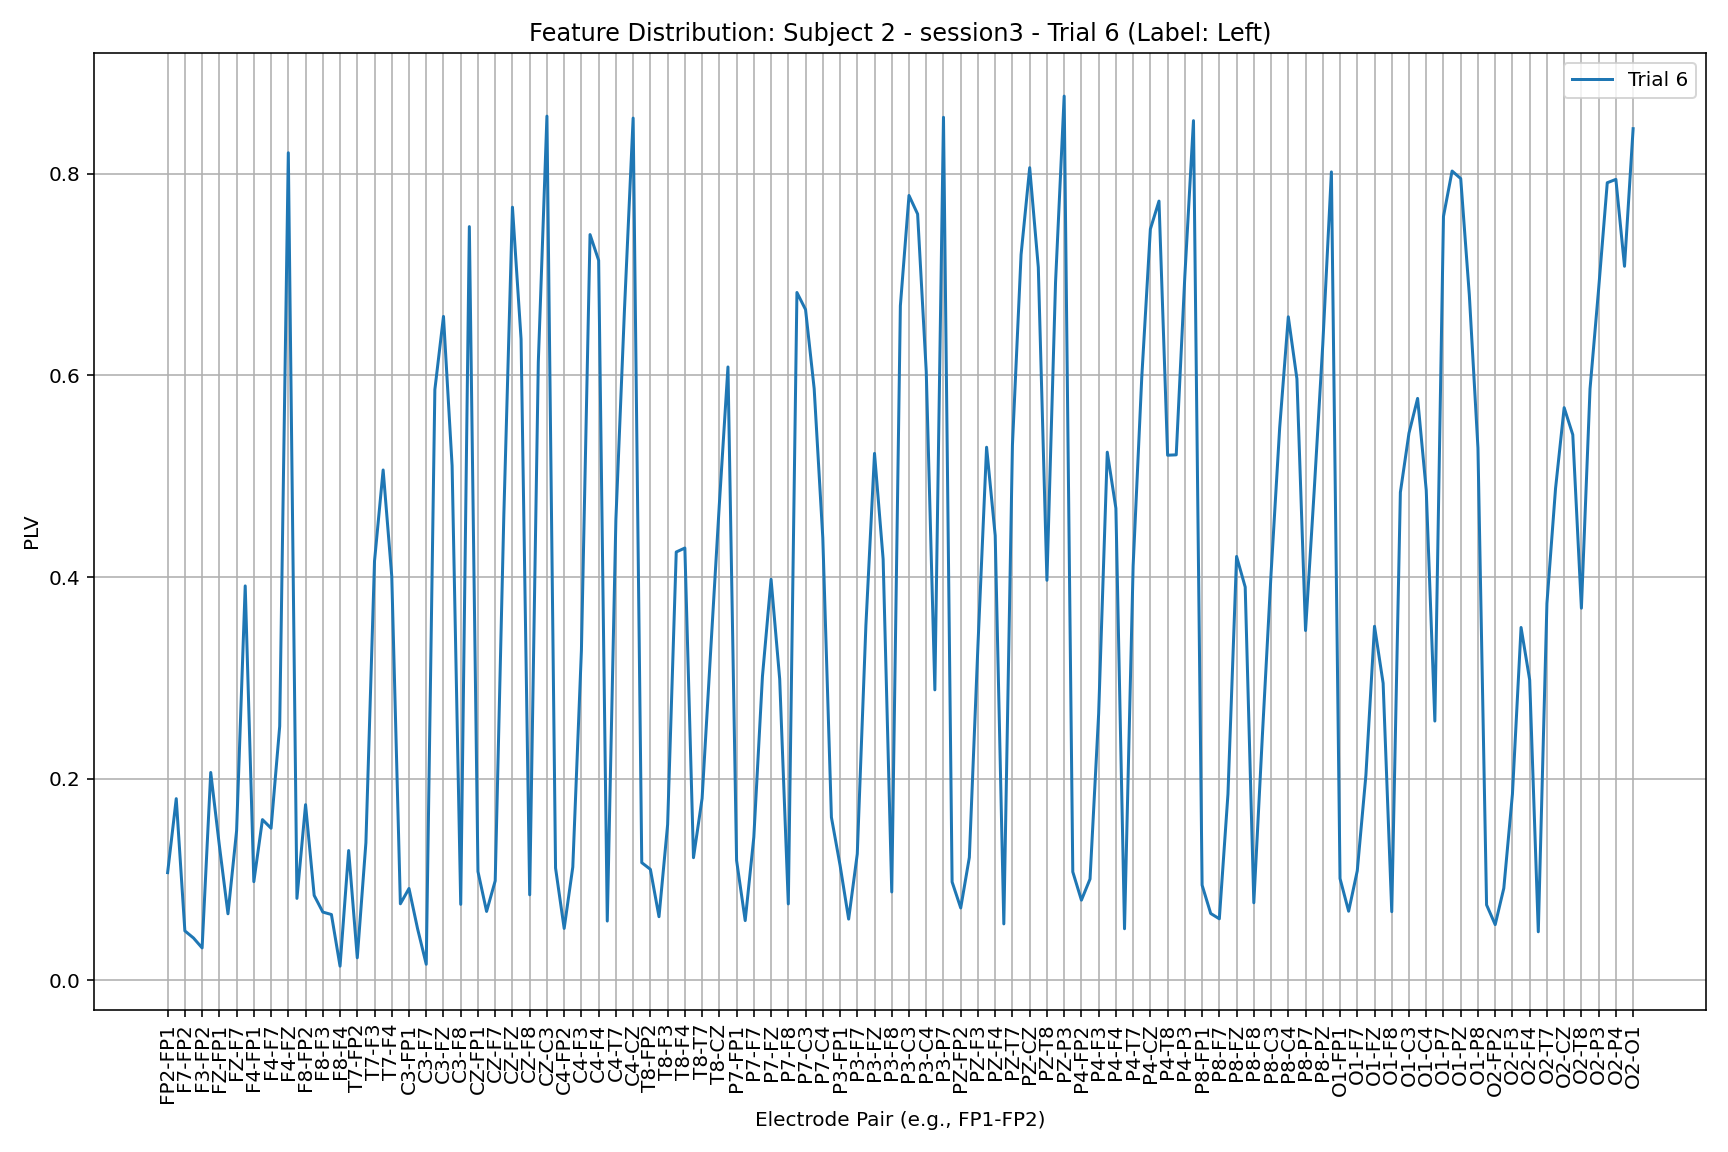 Feature Distribution: Subject 2 - session3 - Trial 6 (Label: Left)
Trial 6
PLV
0.8
0.6
0.4
0.2
0.0
FP2-FP1
F7-FP2
F3-FP2
FZ-FP1
FZ-F7
F4-FP1
F4-F7
F4-FZ
F8-FP2
F8-F3
F8-F4
T7-FP2
T7-F3
T7-F4
C3-FP1
C3-F7
C3-FZ
C3-F8
CZ-FP1
CZ-F7
CZ-FZ
CZ-F8
CZ-C3
C4-FP2
C4-F3
C4-F4
C4-T7
C4-CZ
T8-FP2
T8-F3
T8-F4
T8-T7
T8-CZ
P7-FP1
P7-F7
P7-FZ
P7-F8
P7-C3
P7-C4
P3-FP1
P3-F7
P3-FZ
P3-F8
P3-C3
P3-C4
P3-P7
PZ-FP2
PZ-F3
PZ-F4
PZ-T7
PZ-CZ
PZ-T8
PZ-P3
P4-FP2
P4-F3
P4-F4
P4-T7
P4-CZ
P4-T8
P4-P3
P8-FP1
P8-F7
P8-FZ
P8-F8
P8-C3
P8-C4
P8-P7
P8-PZ
O1-FP1
O1-F7
O1-FZ
O1-F8
O1-C3
O1-C4
O1-P7
O1-PZ
O1-P8
O2-FP2
O2-F3
O2-F4
O2-T7
O2-CZ
O2-T8
O2-P3
O2-P4
O2-O1
Electrode Pair (e.g., FP1-FP2)